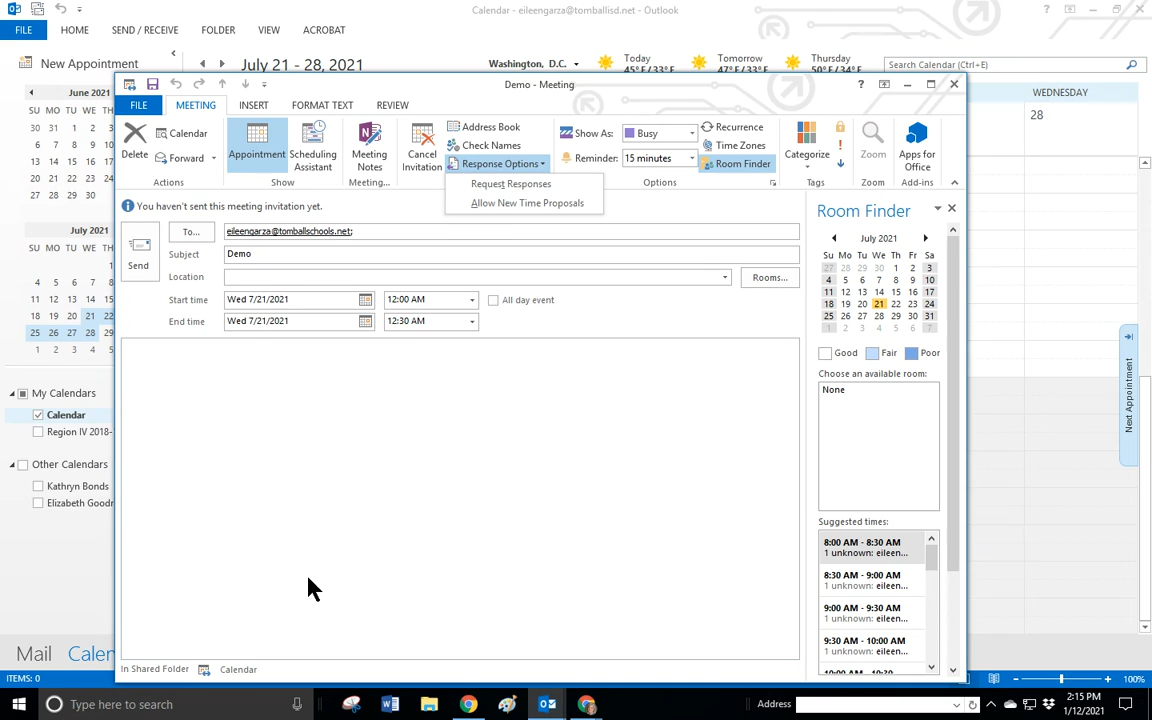 Calendar - eileengarza@tomballisd.net - Outlook
FILE HOME SEND / RECEIVE FOLDER VIEW ACROBAT
New Appointment
July 21 - 28, 2021
Washington, D.C.
Today
45° F / 33° F
Tomorrow
47° F / 33° F
Thursday
50° F / 34° F
Search Calendar (Ctrl+E)
June 2021
SU MO TU WE
30 31 1 2
6 7 8 9
13 14 15 16
20 21 22 23
27 28 29 30
July 2021
SU MO TU WE TH
27 28 29 30 1
4 5 6 7 8
11 12 13 14 15
18 19 20 21 22
25 26 27 28 29
1 2 3 4 5
My Calendars
Calendar
Region IV 2018-
Other Calendars
Kathryn Bonds
Elizabeth Goodr
Mail Calen
ITEMS: 0
WEDNESDAY
28
Next Appointment
100%
Demo - Meeting
FILE MEETING INSERT FORMAT TEXT REVIEW
Delete
Calendar
Forward
Actions
Appointment
Scheduling
Assistant
Show
Meeting
Notes
Meeting...
Cancel
Invitation
Address Book
Check Names
Response Options
Request Responses
Allow New Time Proposals
Show As: Busy
Reminder: 15 minutes
Recurrence
Time Zones
Room Finder
Options
Categorize
Tags
Zoom
Zoom
Apps for
Office
Add-ins
You haven't sent this meeting invitation yet.
Send
To... eileengarza@tomballschools.net;
Subject Demo
Location Rooms...
Start time Wed 7/21/2021 12:00 AM All day event
End time Wed 7/21/2021 12:30 AM
In Shared Folder Calendar
Room Finder
July 2021
Su Mo Tu We Th Fr Sa
27 28 29 30 1 2 3
4 5 6 7 8 9 10
11 12 13 14 15 16 17
18 19 20 21 22 23 24
25 26 27 28 29 30 31
1 2 3 4 5 6 7
Good Fair Poor
Choose an available room:
None
Suggested times:
8:00 AM - 8:30 AM
1 unknown: eileen...
8:30 AM - 9:00 AM
1 unknown: eileen...
9:00 AM - 9:30 AM
1 unknown: eileen...
9:30 AM - 10:00 AM
1 unknown: eileen...
Type here to search
Address
2:15 PM
1/12/2021